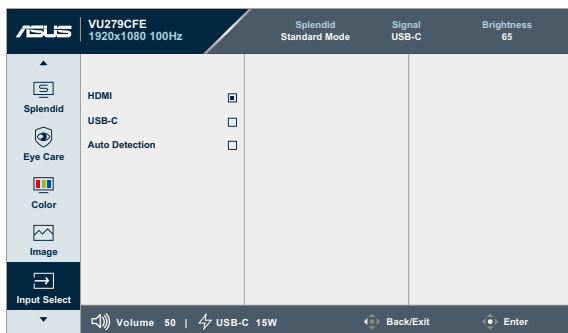 ASUS
VU279CFE
1920x1080 100Hz
Splendid
Standard Mode
Signal
USB-C
Brightness
65
Splendid
Eye Care
Color
Image
Input Select
HDMI
USB-C
Auto Detection
Volume 50 | USB-C 15W
Back/Exit
Enter